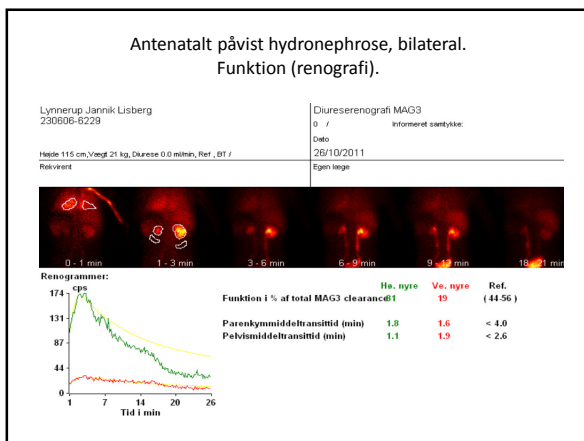 Antenatalt påvist hydronephrose, bilateral.
Funktion (renografi).
Lynnerup Jannik Lisberg
230606-6229
Diureserenografi MAG3
0 / Informeret samtykke:
Dato
Højde 115 cm,Vægt 21 kg, Diurese 0.0 ml/min, Ref , BT /
26/10/2011
Rekvirent
Egen læge
0 - 1 min
1 - 3 min
3 - 6 min
6 - 9 min
9 - 12 min
18 - 21 min
Renogrammer:
cps
174
131
87
44
0
1 7 14 20 26
Tid i min
Hø. nyre Ve. nyre Ref.
Funktion i % af total MAG3 clearance 81 19 ( 44-56 )
Parenkymmiddeltransittid (min) 1.8 1.6 < 4.0
Pelvismiddeltransittid (min) 1.1 1.9 < 2.6